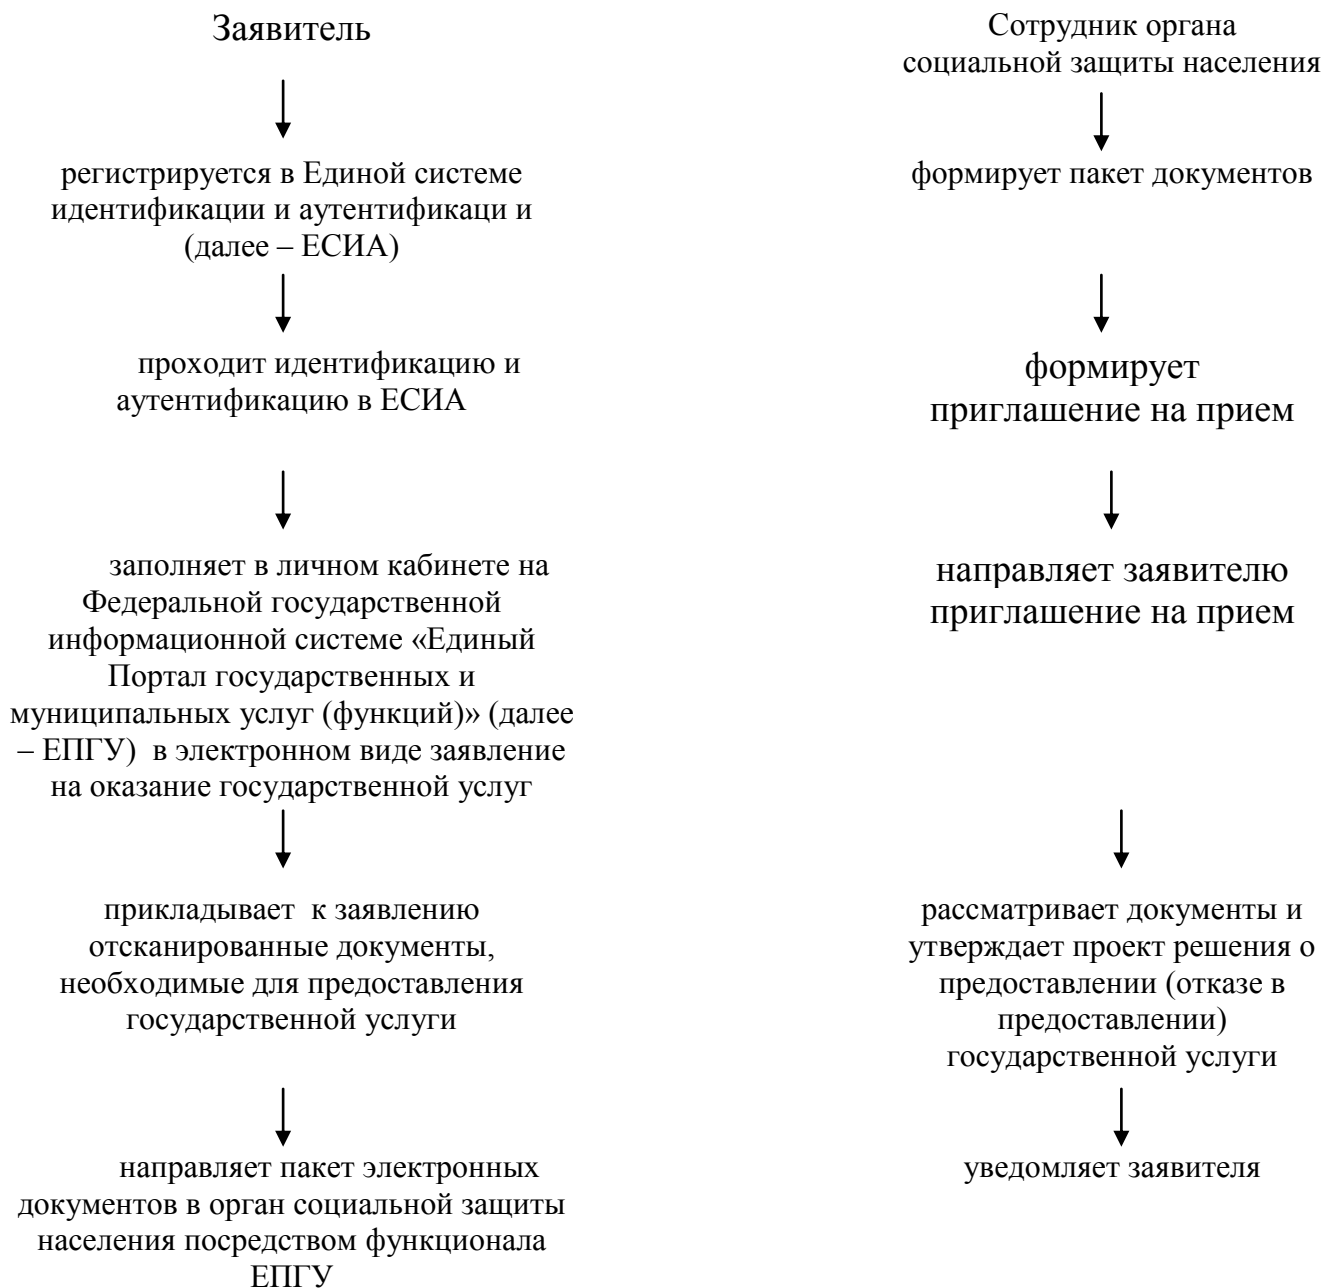 Заявитель
регистрируется в Единой системе
идентификации и аутентификаци и
(далее – ЕСИА)
проходит идентификацию и
аутентификацию в ЕСИА
заполняет в личном кабинете на
Федеральной государственной
информационной системе «Единый
Портал государственных и
муниципальных услуг (функций)» (далее
– ЕПГУ) в электронном виде заявление
на оказание государственной услуг
прикладывает к заявлению
отсканированные документы,
необходимые для предоставления
государственной услуги
направляет пакет электронных
документов в орган социальной защиты
населения посредством функционала
ЕПГУ
Сотрудник органа
социальной защиты населения
формирует пакет документов
формирует
приглашение на прием
направляет заявителю
приглашение на прием
рассматривает документы и
утверждает проект решения о
предоставлении (отказе в
предоставлении)
государственной услуги
уведомляет заявителя